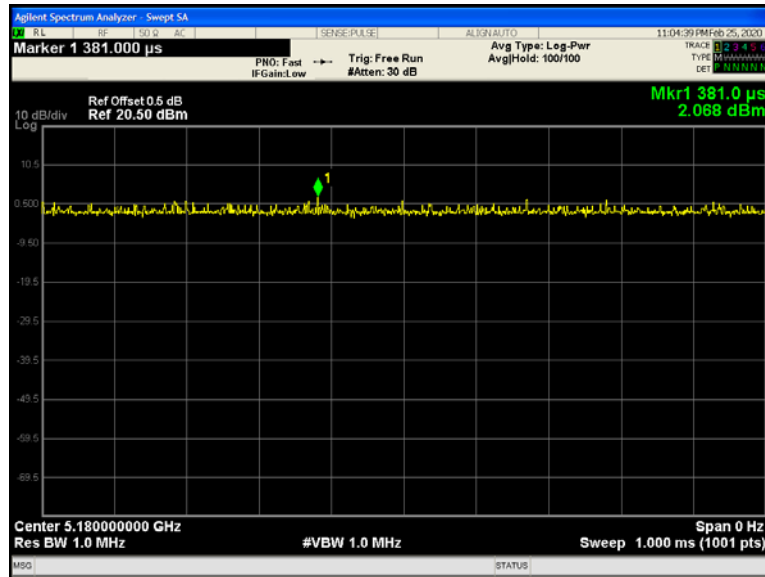 Agilent Spectrum Analyzer - Swept SA
RL RF 50 Ω AC SENSE:PULSE ALIGN AUTO 11:04:39 PM Feb 25, 2020
Marker 1 381.000 µs
PNO: Fast
IFGain:Low
Trig: Free Run
#Atten: 30 dB
Avg Type: Log-Pwr
Avg|Hold: 100/100
TRACE 1 2 3 4 5 6
TYPE M
DET P N N N N N
Ref Offset 0.5 dB
10 dB/div Ref 20.50 dBm
Log
Mkr1 381.0 µs
2.068 dBm
1
10.5
0.500
-9.50
-19.5
-29.5
-39.5
-49.5
-59.5
-69.5
Center 5.180000000 GHz Span 0 Hz
Res BW 1.0 MHz #VBW 1.0 MHz Sweep 1.000 ms (1001 pts)
MSG STATUS